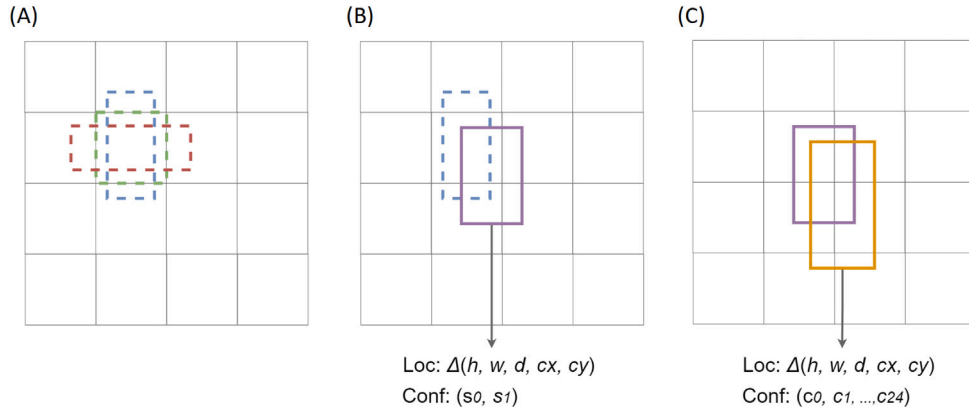 (A)
(B)
(C)
Loc: Δ(h, w, d, cx, cy)
Conf: (s0, s1)
Loc: Δ(h, w, d, cx, cy)
Conf: (c0, c1, ...,c24)